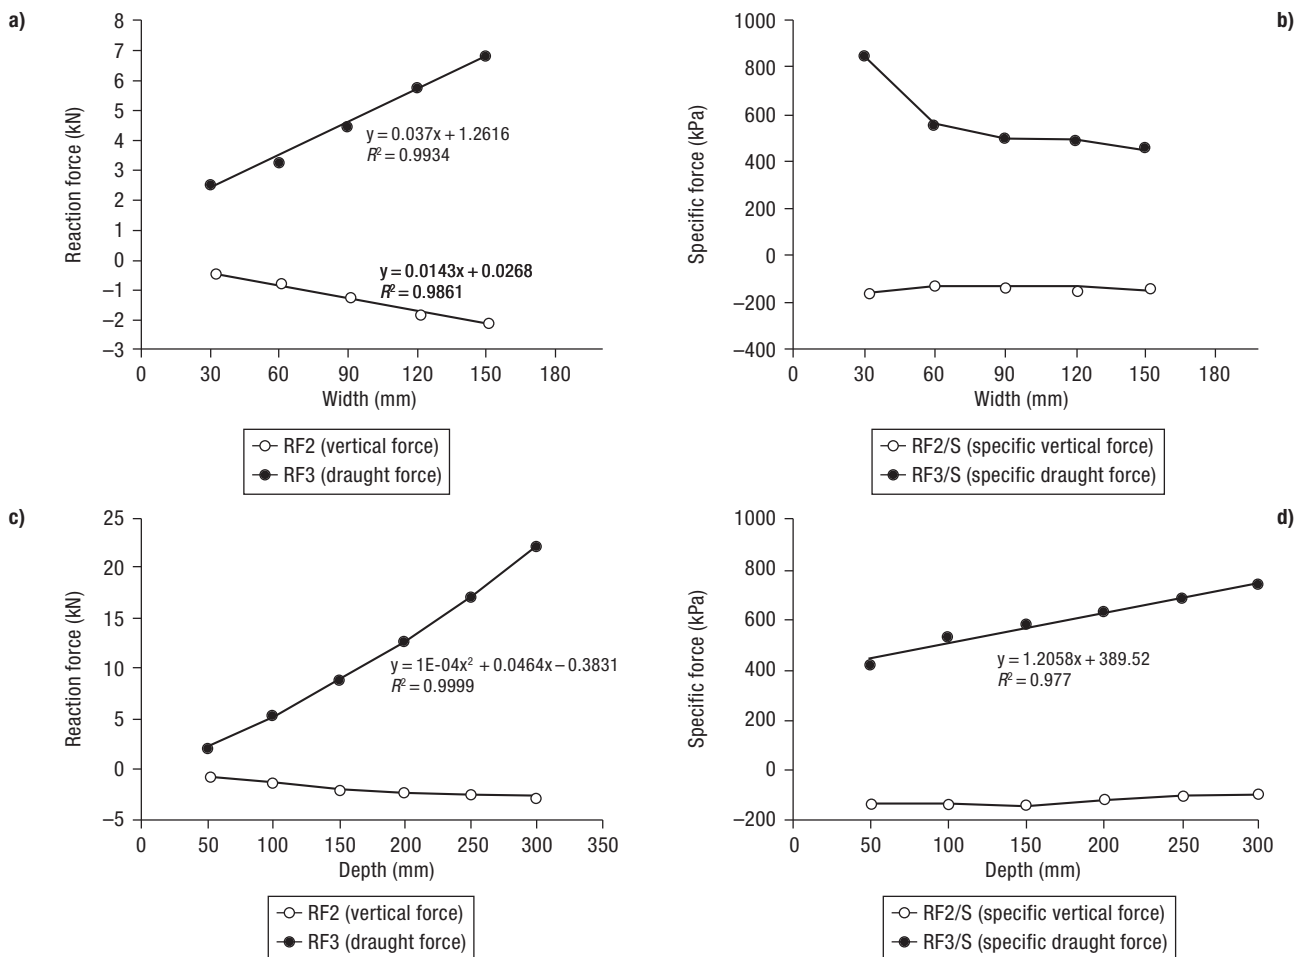 a)
8
7
6
5
4
3
2
1
0
–1
–2
–3
Reaction force (kN)
y = 0.037x + 1.2616
R² = 0.9934
y = 0.0143x + 0.0268
R² = 0.9861
0 30 60 90 120 150 180
Width (mm)
RF2 (vertical force)
RF3 (draught force)
b)
1000
800
600
400
200
0
–200
–400
Specific force (kPa)
0 30 60 90 120 150 180
Width (mm)
RF2/S (specific vertical force)
RF3/S (specific draught force)
c)
25
20
15
10
5
0
–5
Reaction force (kN)
y = 1E-04x² + 0.0464x – 0.3831
R² = 0.9999
0 50 100 150 200 250 300 350
Depth (mm)
RF2 (vertical force)
RF3 (draught force)
d)
1000
800
600
400
200
0
–200
Specific force (kPa)
y = 1.2058x + 389.52
R² = 0.977
0 50 100 150 200 250 300
Depth (mm)
RF2/S (specific vertical force)
RF3/S (specific draught force)